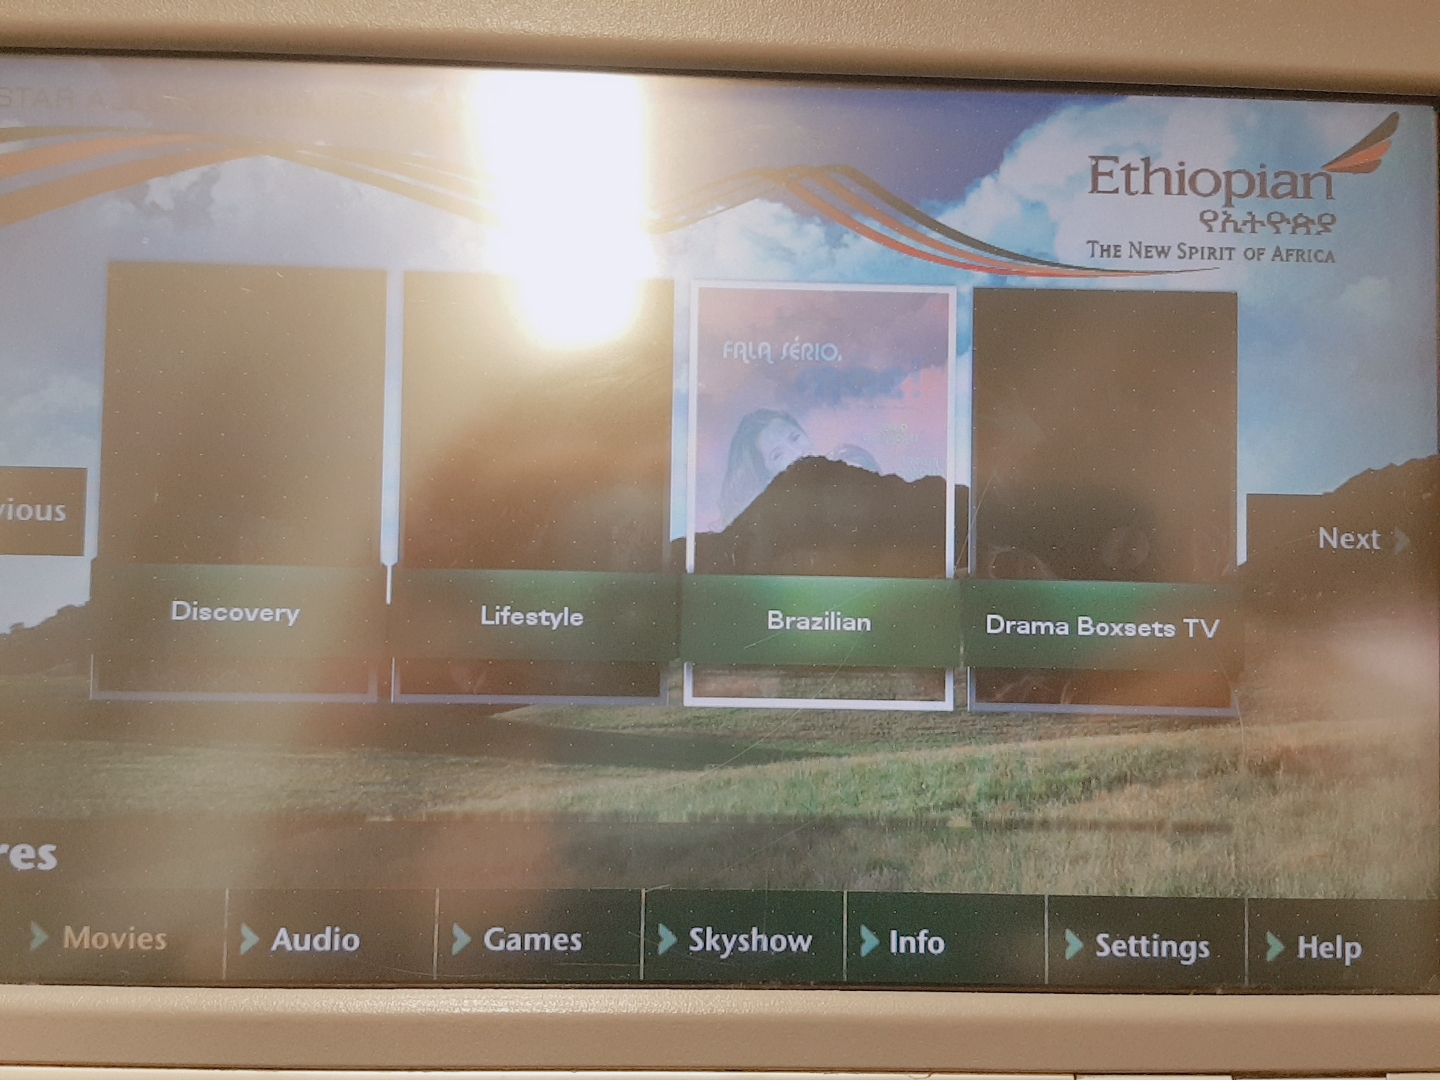 STAR A
Ethiopian
የኢትዮጵያ
THE NEW SPIRIT OF AFRICA
FALA SÉRIO,
vious
Next
Discovery
Lifestyle
Brazilian
Drama Boxsets TV
res
Movies
Audio
Games
Skyshow
Info
Settings
Help